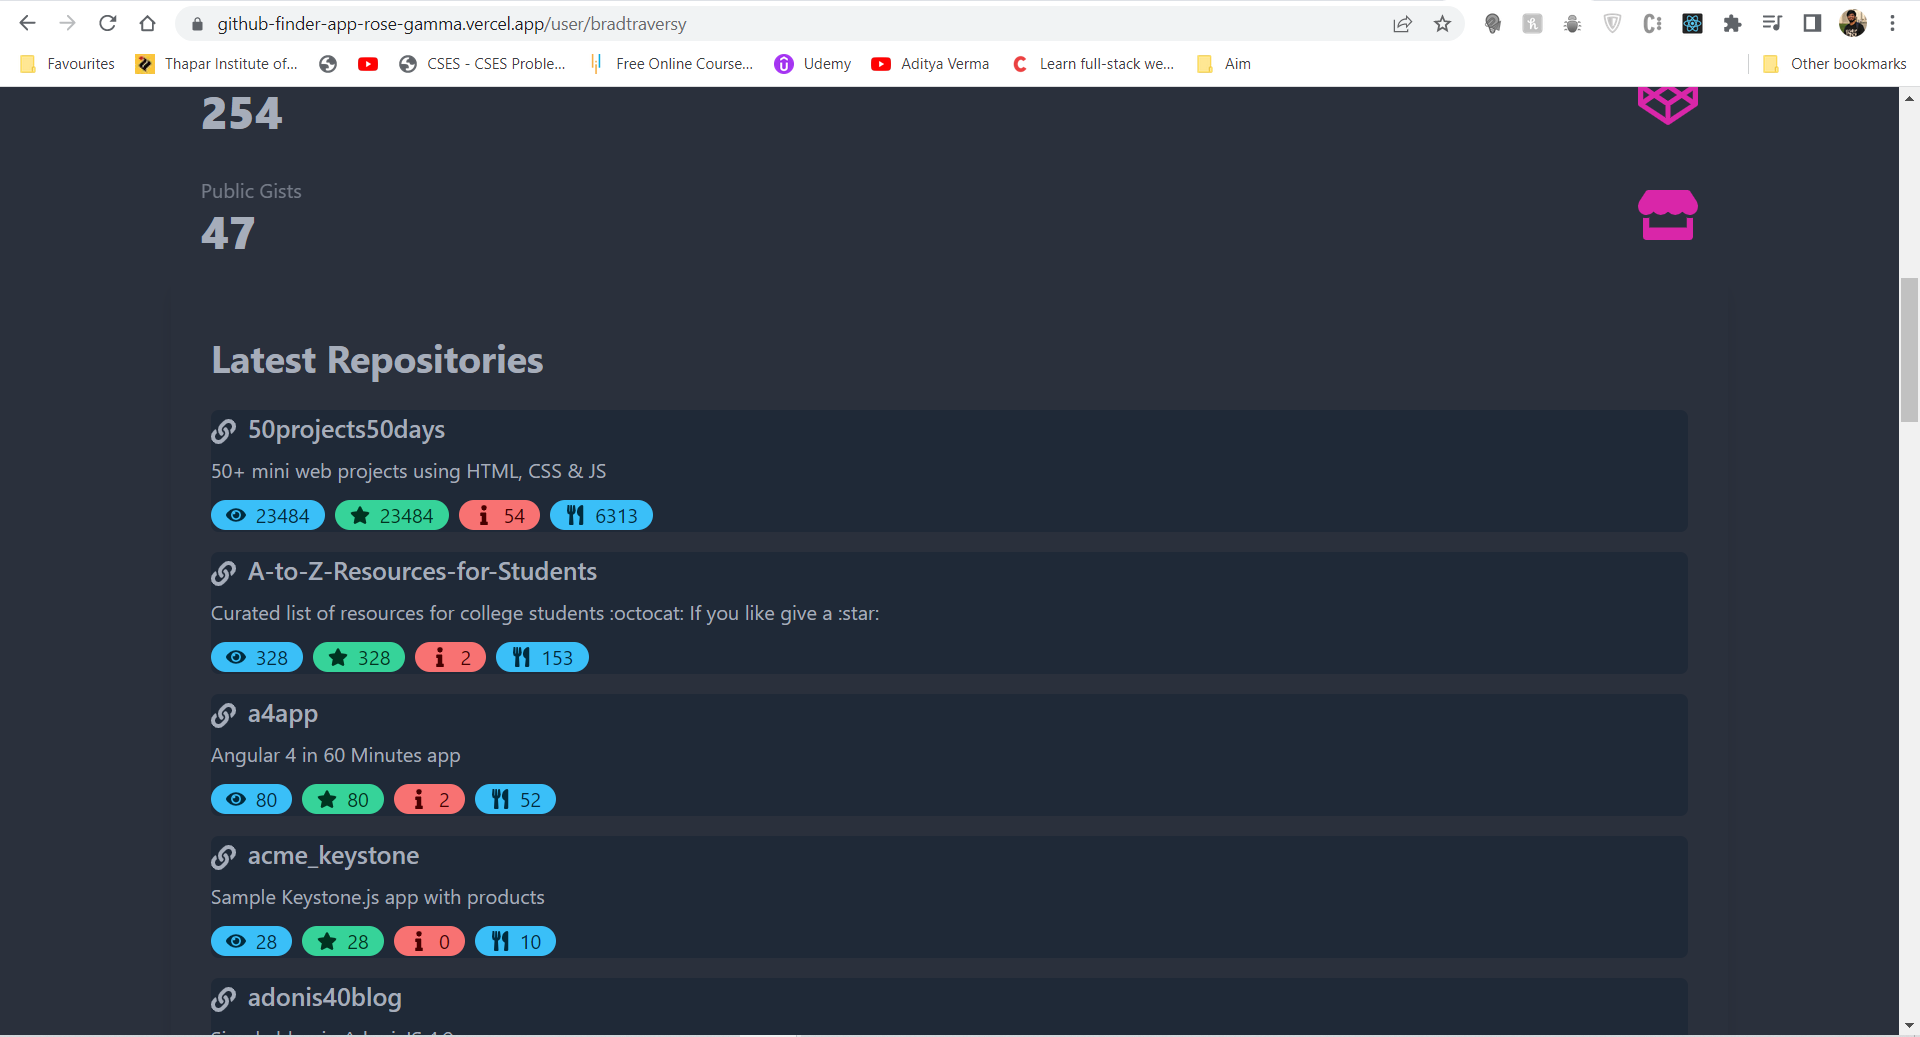 github-finder-app-rose-gamma.vercel.app/user/bradtraversy
Favourites Thapar Institute of... CSES - CSES Proble... Free Online Course... Udemy Aditya Verma Learn full-stack we... Aim Other bookmarks
254
Public Gists
47
Latest Repositories
50projects50days
50+ mini web projects using HTML, CSS & JS
23484 23484 54 6313
A-to-Z-Resources-for-Students
Curated list of resources for college students :octocat: If you like give a :star:
328 328 2 153
a4app
Angular 4 in 60 Minutes app
80 80 2 52
acme_keystone
Sample Keystone.js app with products
28 28 0 10
adonis40blog